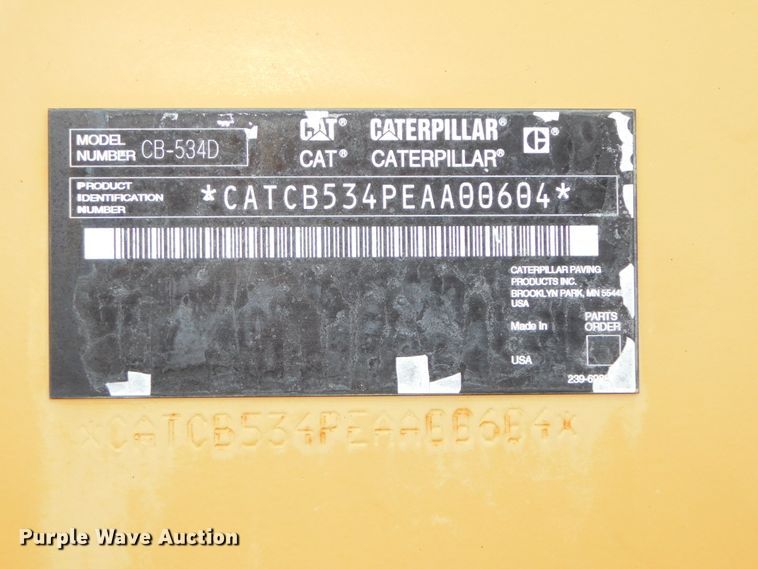 MODEL
NUMBER CB-534D
CAT® CATERPILLAR® C®
CAT® CATERPILLAR®
PRODUCT
IDENTIFICATION
NUMBER
*CATCB534PEAA00604*
CATERPILLAR PAVING
PRODUCTS INC.
BROOKLYN PARK, MN
USA
Made In
USA
PARTS
ORDER
*CATCB534PEAA00604*
Purple Wave Auction